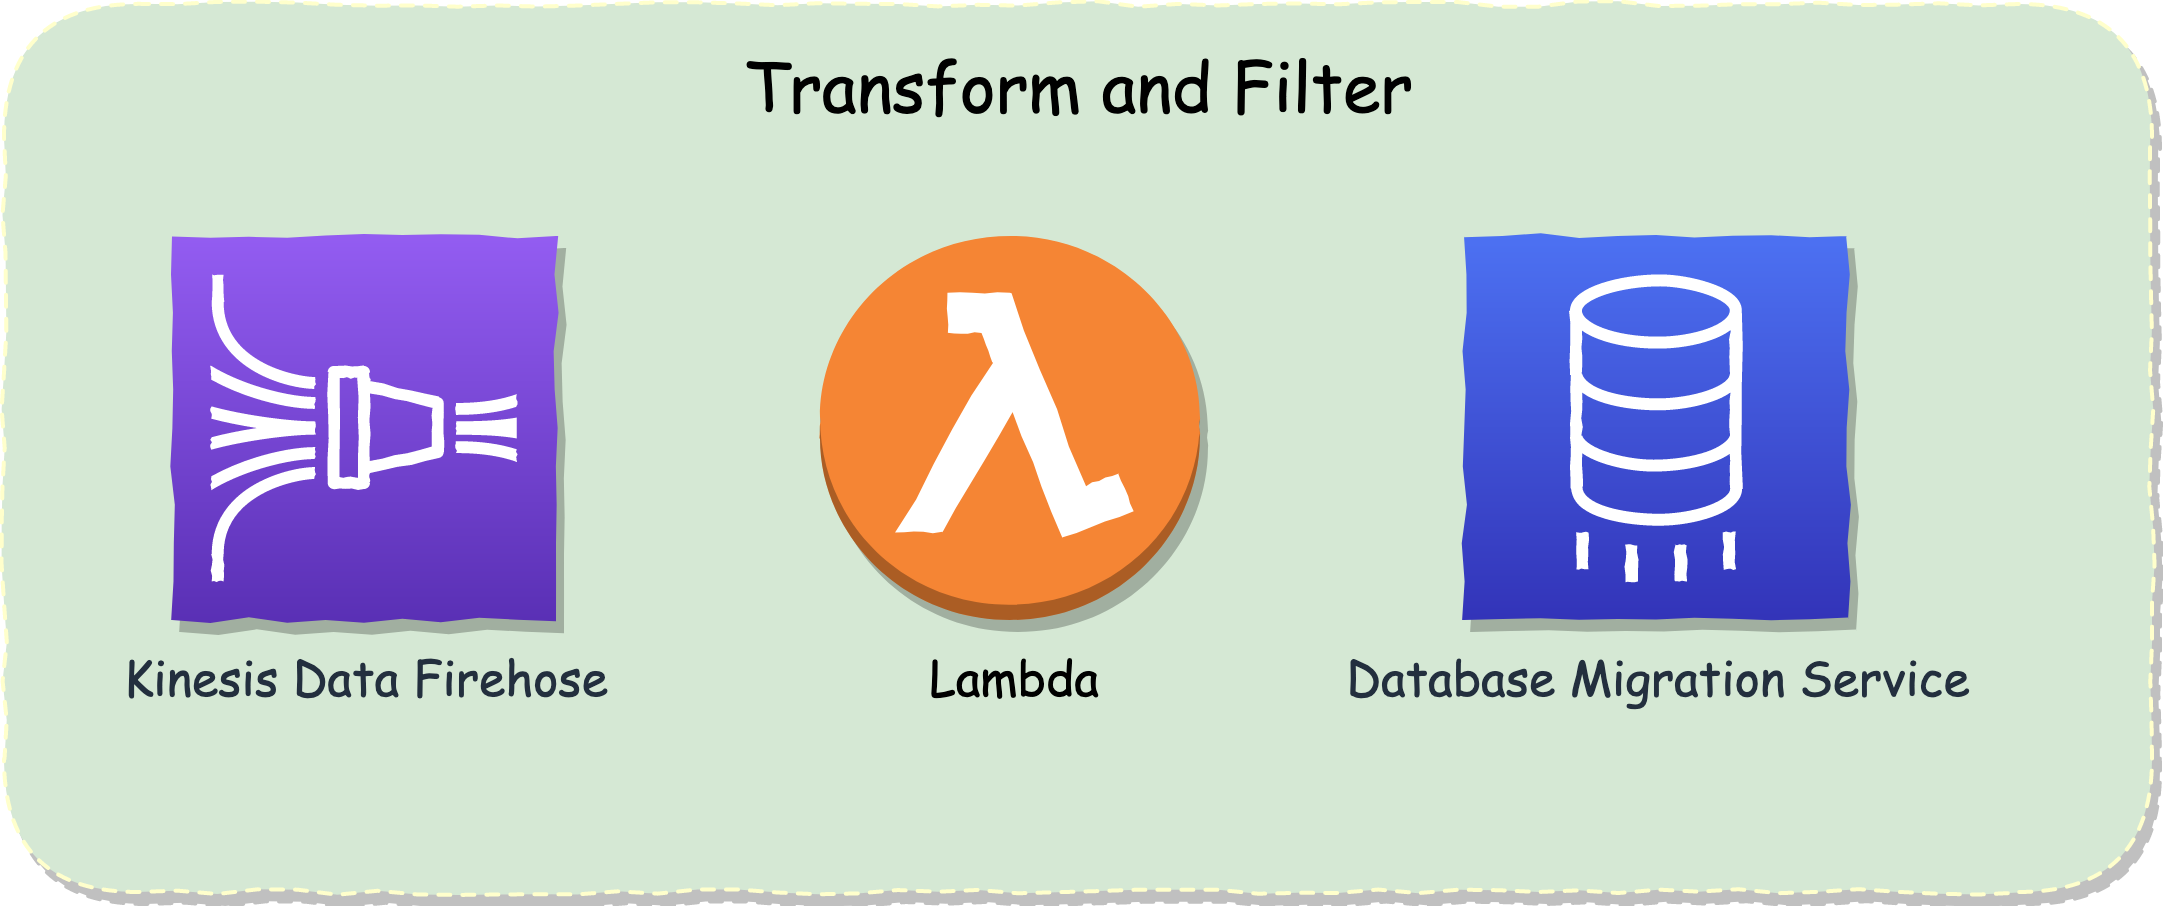 Transform and Filter
Kinesis Data Firehose
Lambda
Database Migration Service